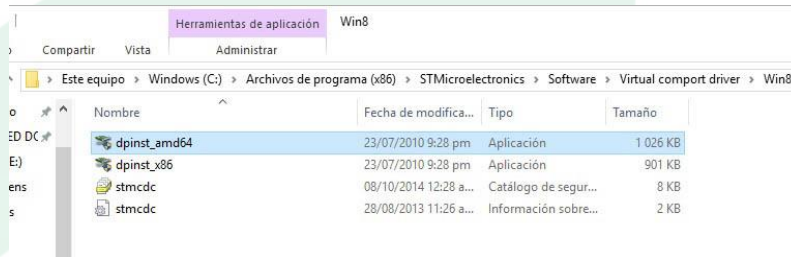 Herramientas de aplicación Win8
Compartir Vista Administrar
Este equipo > Windows (C:) > Archivos de programa (x86) > STMicroelectronics > Software > Virtual comport driver > Win8
Nombre Fecha de modifica... Tipo Tamaño
dpinst_amd64 23/07/2010 9:28 pm Aplicación 1 026 KB
ED DC
dpinst_x86 23/07/2010 9:28 pm Aplicación 901 KB
E:)
stmcdc 08/10/2014 12:28 a... Catálogo de segur... 8 KB
ens
stmcdc 28/08/2013 11:26 a... Información sobre... 2 KB
s